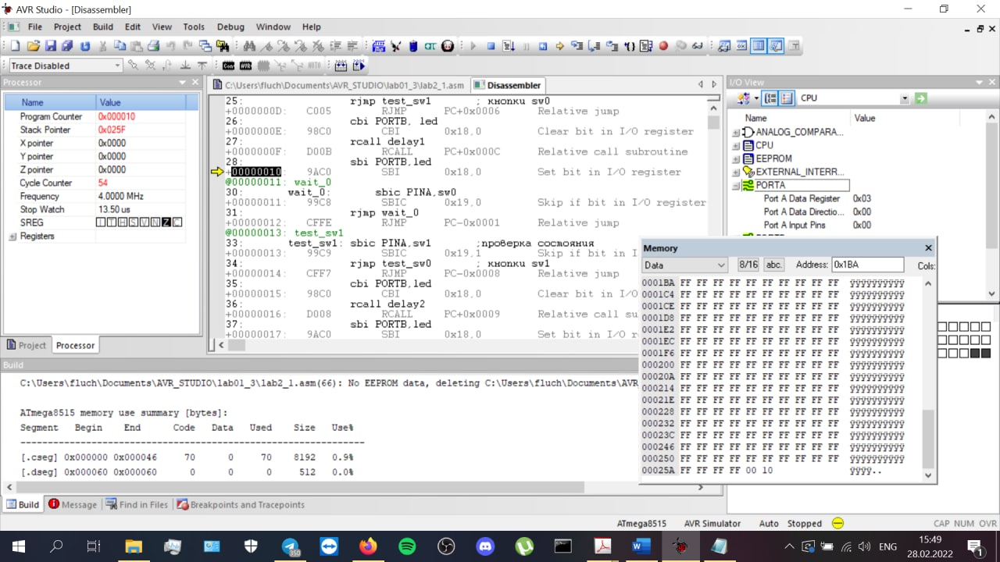 AVR Studio - [Disassembler]
File Project Build Edit View Tools Debug Window Help
Trace Disabled
Processor
Name Value
Program Counter 0x000010
Stack Pointer 0x025F
X pointer 0x0000
Y pointer 0x0000
Z pointer 0x0000
Cycle Counter 54
Frequency 4.0000 MHz
Stop Watch 13.50 us
SREG I T H S V N Z C
Registers
Project Processor
C:\Users\fluch\Documents\AVR_STUDIO\lab01_3\lab2_1.asm Disassembler
25: rjmp test_sw1 ; кнопки sw0
+0000000D: C005 RJMP PC+0x0006 Relative jump
26: cbi PORTB, led
+0000000E: 98C0 CBI 0x18,0 Clear bit in I/O register
27: rcall delay1
+0000000F: D00B RCALL PC+0x000C Relative call subroutine
28: sbi PORTB,led
+00000010: 9AC0 SBI 0x18,0 Set bit in I/O register
@00000011: wait_0
30: wait_0: sbic PINA,sw0
+00000011: 99C8 SBIC 0x19,0 Skip if bit in I/O register
31: rjmp wait_0
+00000012: CFFE RJMP PC-0x0001 Relative jump
@00000013: test_sw1
33: test_sw1: sbic PINA,sw1 ;проверка состояния
+00000013: 99C9 SBIC 0x19,1 Skip if bit in I
34: rjmp test_sw0 ; кнопки sw1
+00000014: CFF7 RJMP PC-0x0008 Relative jump
35: cbi PORTB,led
+00000015: 98C0 CBI 0x18,0 Clear bit in I/O
36: rcall delay2
+00000016: D008 RCALL PC+0x0009 Relative call su
37: sbi PORTB,led
+00000017: 9AC0 SBI 0x18,0 Set bit in I/O r
I/O View
CPU
Name Value
ANALOG_COMPARA...
CPU
EEPROM
EXTERNAL_INTERR...
PORTA
Port A Data Register 0x03
Port A Data Directio... 0x00
Port A Input Pins 0x00
Memory
Data 8/16 abc. Address: 0x1BA Cols:
0001BA FF FF FF FF FF FF FF FF FF FF ÿÿÿÿÿÿÿÿÿÿ
0001C4 FF FF FF FF FF FF FF FF FF FF ÿÿÿÿÿÿÿÿÿÿ
0001CE FF FF FF FF FF FF FF FF FF FF ÿÿÿÿÿÿÿÿÿÿ
0001D8 FF FF FF FF FF FF FF FF FF FF ÿÿÿÿÿÿÿÿÿÿ
0001E2 FF FF FF FF FF FF FF FF FF FF ÿÿÿÿÿÿÿÿÿÿ
0001EC FF FF FF FF FF FF FF FF FF FF ÿÿÿÿÿÿÿÿÿÿ
0001F6 FF FF FF FF FF FF FF FF FF FF ÿÿÿÿÿÿÿÿÿÿ
000200 FF FF FF FF FF FF FF FF FF FF ÿÿÿÿÿÿÿÿÿÿ
00020A FF FF FF FF FF FF FF FF FF FF ÿÿÿÿÿÿÿÿÿÿ
000214 FF FF FF FF FF FF FF FF FF FF ÿÿÿÿÿÿÿÿÿÿ
00021E FF FF FF FF FF FF FF FF FF FF ÿÿÿÿÿÿÿÿÿÿ
000228 FF FF FF FF FF FF FF FF FF FF ÿÿÿÿÿÿÿÿÿÿ
000232 FF FF FF FF FF FF FF FF FF FF ÿÿÿÿÿÿÿÿÿÿ
00023C FF FF FF FF FF FF FF FF FF FF ÿÿÿÿÿÿÿÿÿÿ
000246 FF FF FF FF FF FF FF FF FF FF ÿÿÿÿÿÿÿÿÿÿ
000250 FF FF FF FF FF FF FF FF FF FF ÿÿÿÿÿÿÿÿÿÿ
00025A FF FF FF FF 00 10 ÿÿÿÿ..
Build
C:\Users\fluch\Documents\AVR_STUDIO\lab01_3\lab2_1.asm(66): No EEPROM data, deleting C:\Users\fluch\Documents\AVR
ATmega8515 memory use summary [bytes]:
Segment Begin End Code Data Used Size Use%
---------------------------------------------------------------
[.cseg] 0x000000 0x000046 70 0 70 8192 0.9%
[.dseg] 0x000060 0x000060 0 0 0 512 0.0%
Build Message Find in Files Breakpoints and Tracepoints
ATmega8515 AVR Simulator Auto Stopped CAP NUM OVR
350
ENG 15:49
28.02.2022
1